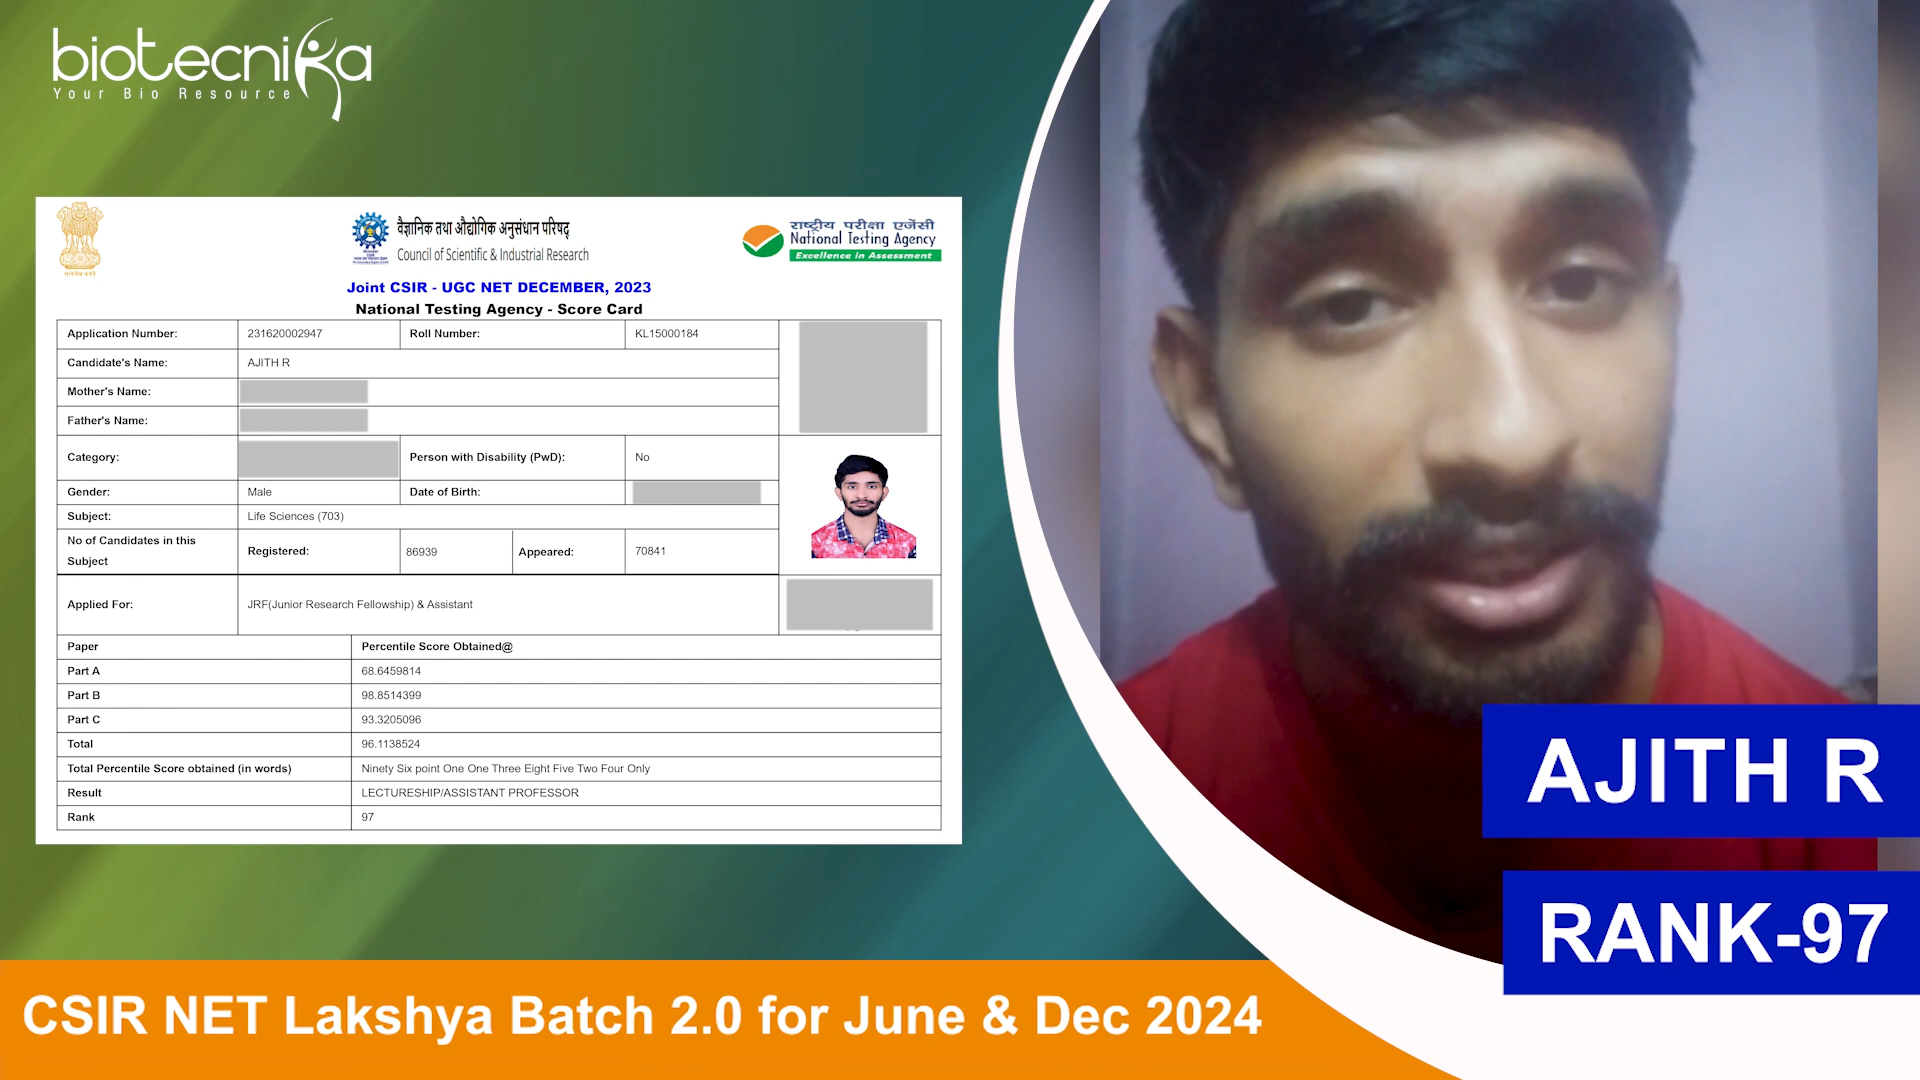 biotecnika
Your Bio Resource
सत्यमेव जयते
वैज्ञानिक तथा औद्योगिक अनुसंधान परिषद्
Council of Scientific & Industrial Research
राष्ट्रीय परीक्षा एजेंसी
National Testing Agency
Excellence in Assessment
Joint CSIR - UGC NET DECEMBER, 2023
National Testing Agency - Score Card
Application Number: 231620002947 Roll Number: KL15000184
Candidate's Name: AJITH R
Mother's Name:
Father's Name:
Category: Person with Disability (PwD): No
Gender: Male Date of Birth:
Subject: Life Sciences (703)
No of Candidates in this
Subject
Registered: 86939 Appeared: 70841
Applied For: JRF(Junior Research Fellowship) & Assistant
Paper Percentile Score Obtained@
Part A 68.6459814
Part B 98.8514399
Part C 93.3205096
Total 96.1138524
Total Percentile Score obtained (in words) Ninety Six point One One Three Eight Five Two Four Only
Result LECTURESHIP/ASSISTANT PROFESSOR
Rank 97
AJITH R
RANK-97
CSIR NET Lakshya Batch 2.0 for June & Dec 2024